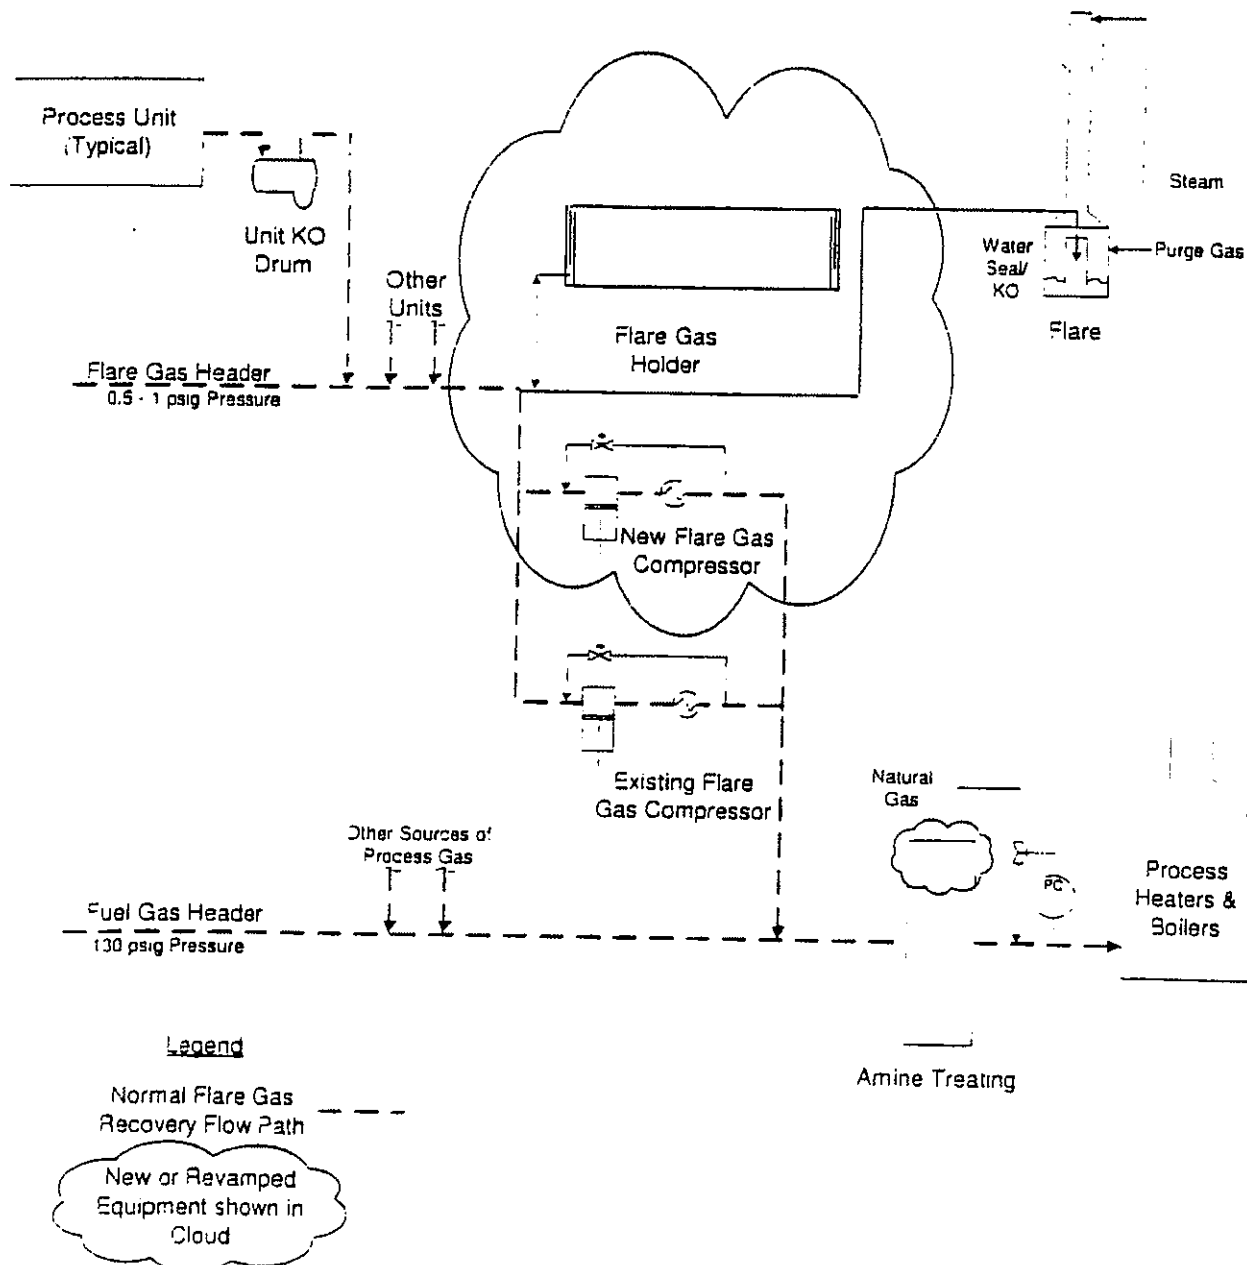 Process Unit
(Typical)
Unit KO
Drum
Other
Units
Flare Gas Header
0.5 - 1 psig Pressure
Flare Gas
Holder
Steam
Water
Seal/
KO
Purge Gas
Flare
New Flare Gas
Compressor
Existing Flare
Gas Compressor
Natural
Gas
Other Sources of
Process Gas
PC
Process
Heaters &
Boilers
Fuel Gas Header
130 psig Pressure
Amine Treating
Legend
Normal Flare Gas
Recovery Flow Path
New or Revamped
Equipment shown in
Cloud